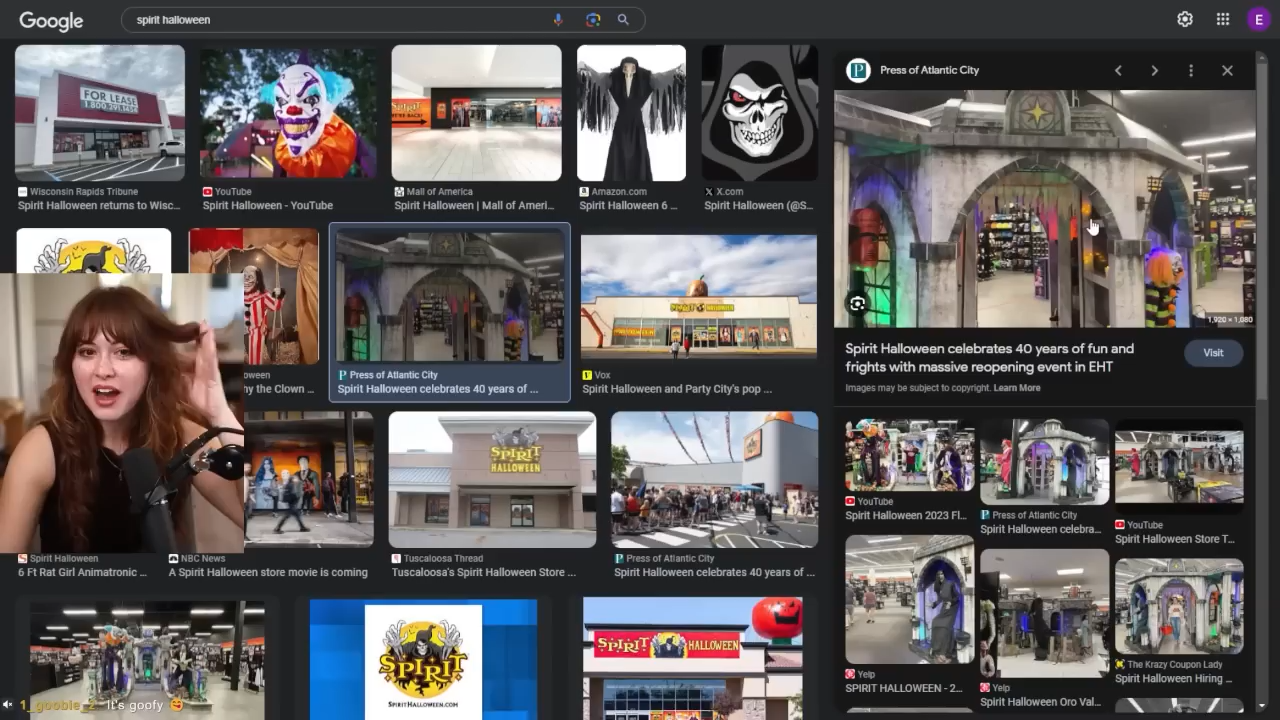 Google
spirit halloween
E
FOR LEASE
Wisconsin Rapids Tribune
Spirit Halloween returns to Wisc...
YouTube
Spirit Halloween - YouTube
SPIRIT
Mall of America
Spirit Halloween | Mall of Ameri...
Amazon.com
Spirit Halloween 6 ...
X.com
Spirit Halloween (@S...
oween
hy the Clown ...
Press of Atlantic City
Spirit Halloween celebrates 40 years of ...
SPIRIT HALLOWEEN
Vox
Spirit Halloween and Party City's pop ...
Spirit Halloween
6 Ft Rat Girl Animatronic ...
NBC News
A Spirit Halloween store movie is coming
SPIRIT
HALLOWEEN
Tuscaloosa Thread
Tuscaloosa's Spirit Halloween Store ...
Press of Atlantic City
Spirit Halloween celebrates 40 years of ...
SPIRIT
SPIRITHALLOWEEN.COM
SPIRIT HALLOWEEN
1_gooble_2 It's goofy
Press of Atlantic City
1,920 × 1,080
Spirit Halloween celebrates 40 years of fun and
frights with massive reopening event in EHT
Visit
Images may be subject to copyright. Learn More
YouTube
Spirit Halloween 2023 Fl...
Press of Atlantic City
Spirit Halloween celebra...
YouTube
Spirit Halloween Store T...
Yelp
SPIRIT HALLOWEEN - 2...
Yelp
Spirit Halloween Oro Val...
The Krazy Coupon Lady
Spirit Halloween Hiring ...